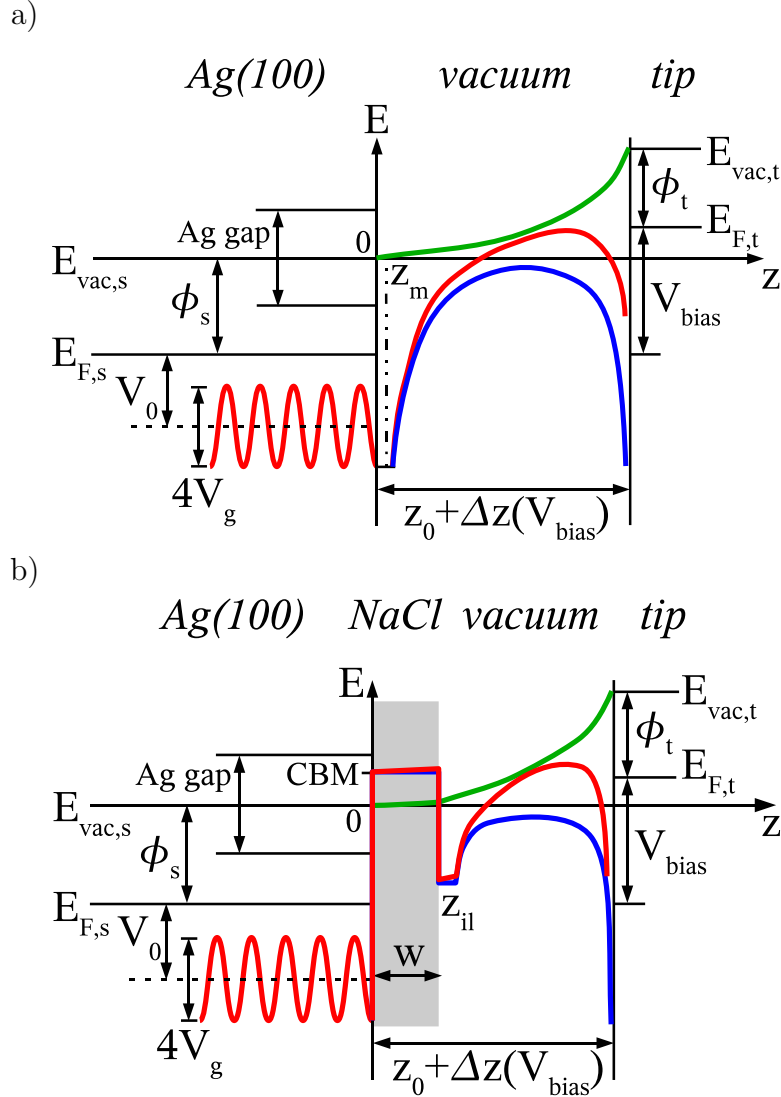 a)
Ag(100) vacuum tip
E
E_vac,t
ϕ_t
Ag gap
E_F,t
0
E_vac,s
z_m
z
ϕ_s
V_bias
E_F,s
V_0
4V_g
z_0+Δz(V_bias)
b)
Ag(100) NaCl vacuum tip
E
E_vac,t
ϕ_t
Ag gap CBM
E_F,t
E_vac,s
0
z
ϕ_s
V_bias
E_F,s
z_il
V_0
w
4V_g
z_0+Δz(V_bias)